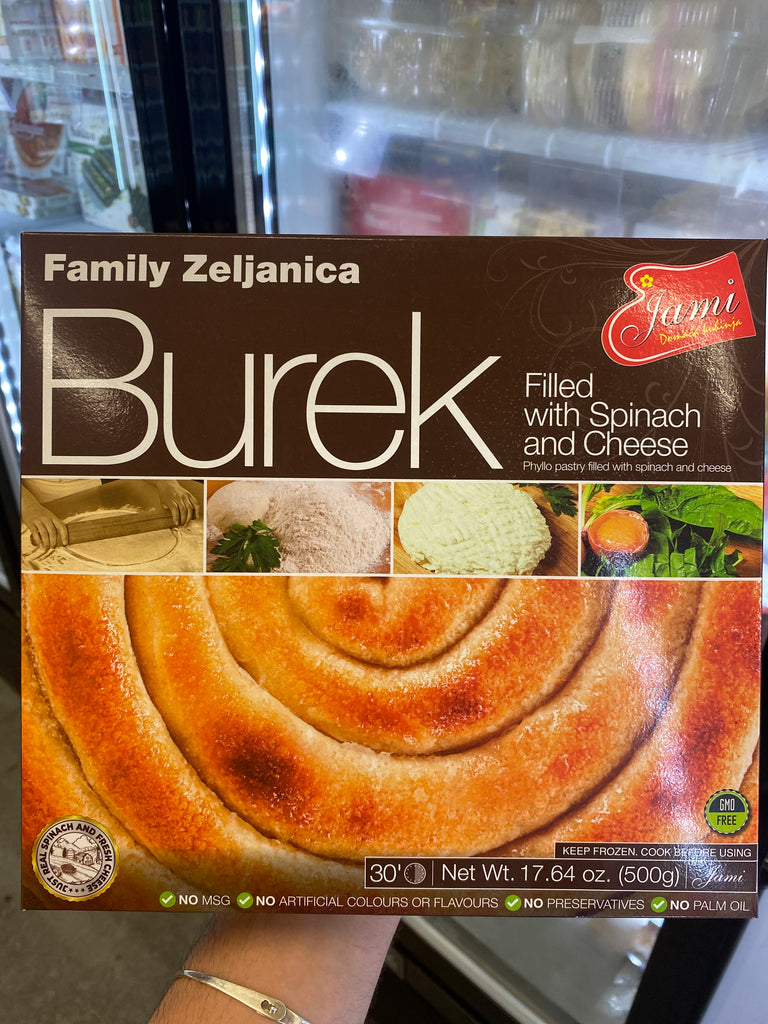 Family Zeljanica
Burek
Jami
Domaća kuhinja
Filled
with Spinach
and Cheese
Phyllo pastry filled with spinach and cheese
GMO
FREE
JUST REAL SPINACH AND FRESH CHEESE
KEEP FROZEN. COOK BEFORE USING
30' Net Wt. 17.64 oz. (500g) Jami
NO MSG NO ARTIFICIAL COLOURS OR FLAVOURS NO PRESERVATIVES NO PALM OIL